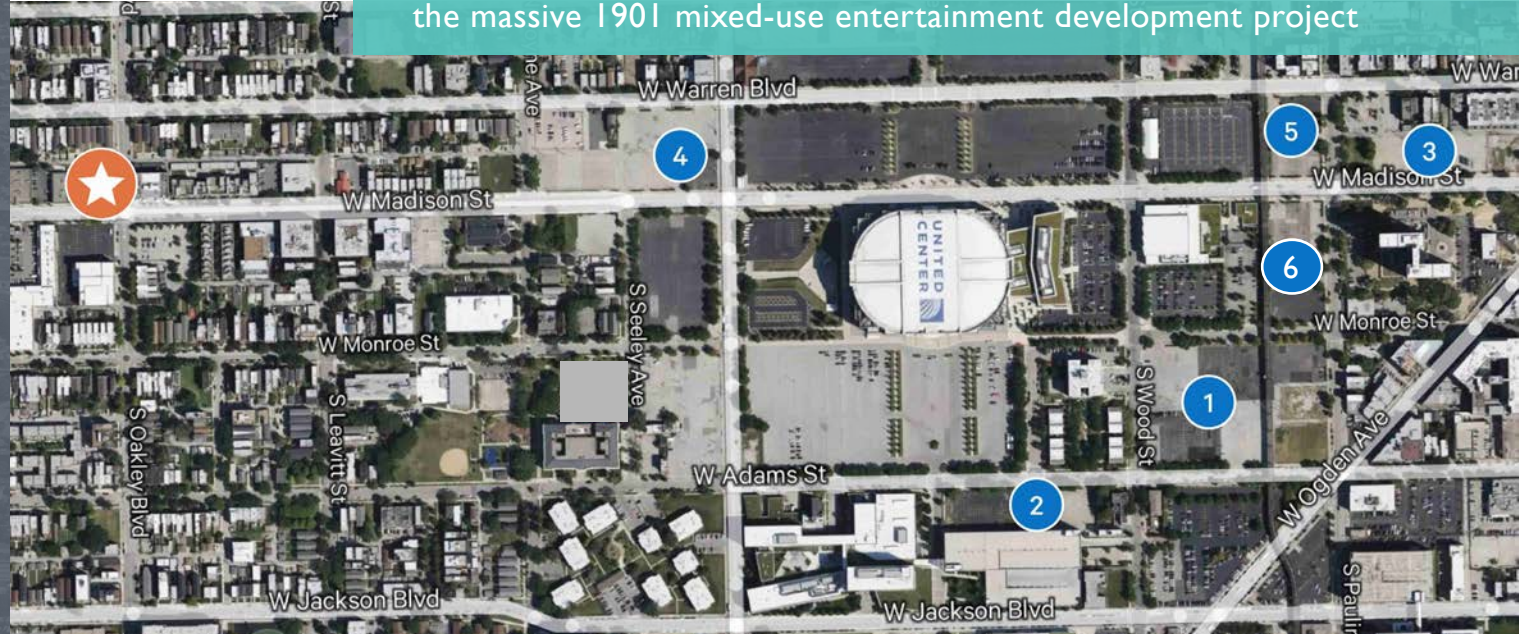 the massive 1901 mixed-use entertainment development project
W Warren Blvd
5
4
3
W Madison St
W Madison St
UNITED
CENTER
6
S Seeley Ave
W Monroe St
W Monroe St
1
S Wood St
S Oakley Blvd
S Leavitt St
W Adams St
2
W Ogden Ave
W Jackson Blvd
W Jackson Blvd